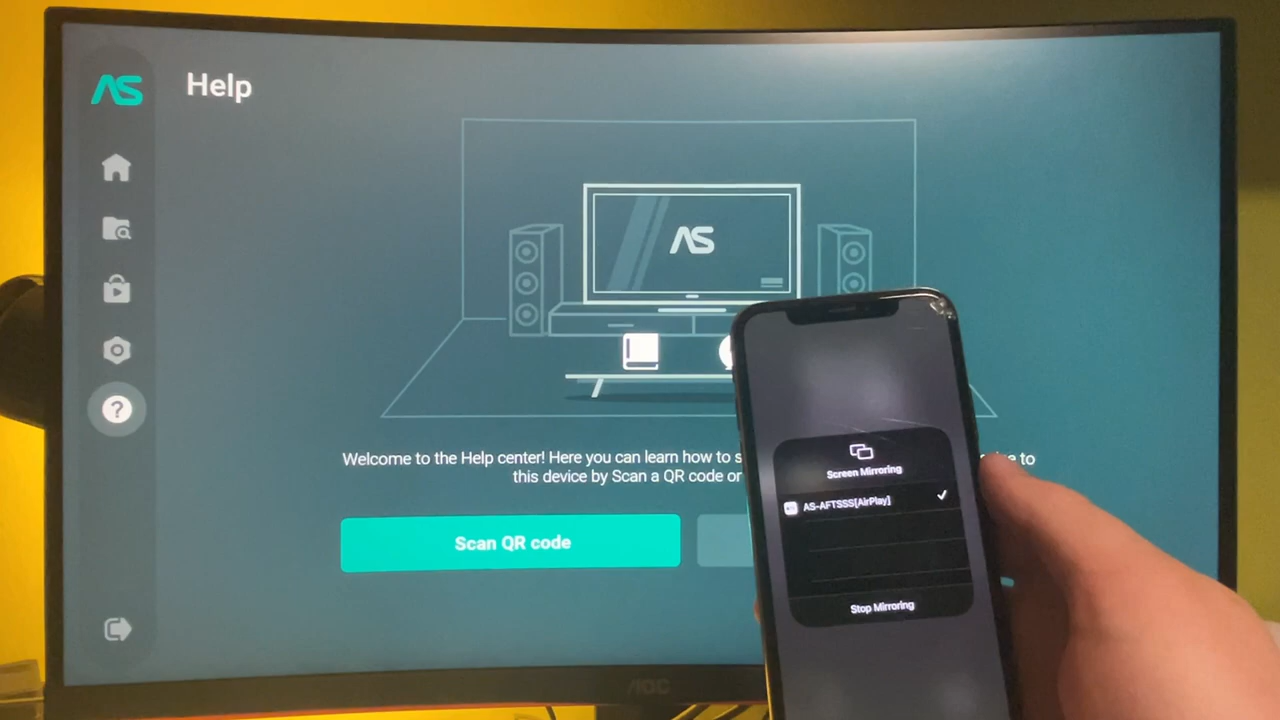 AS
Help
AS
Welcome to the Help center! Here you can learn how to
to
this device by Scan a QR code or
Scan QR code
Screen Mirroring
AS-AFTSSS[AirPlay]
Stop Mirroring
AOC